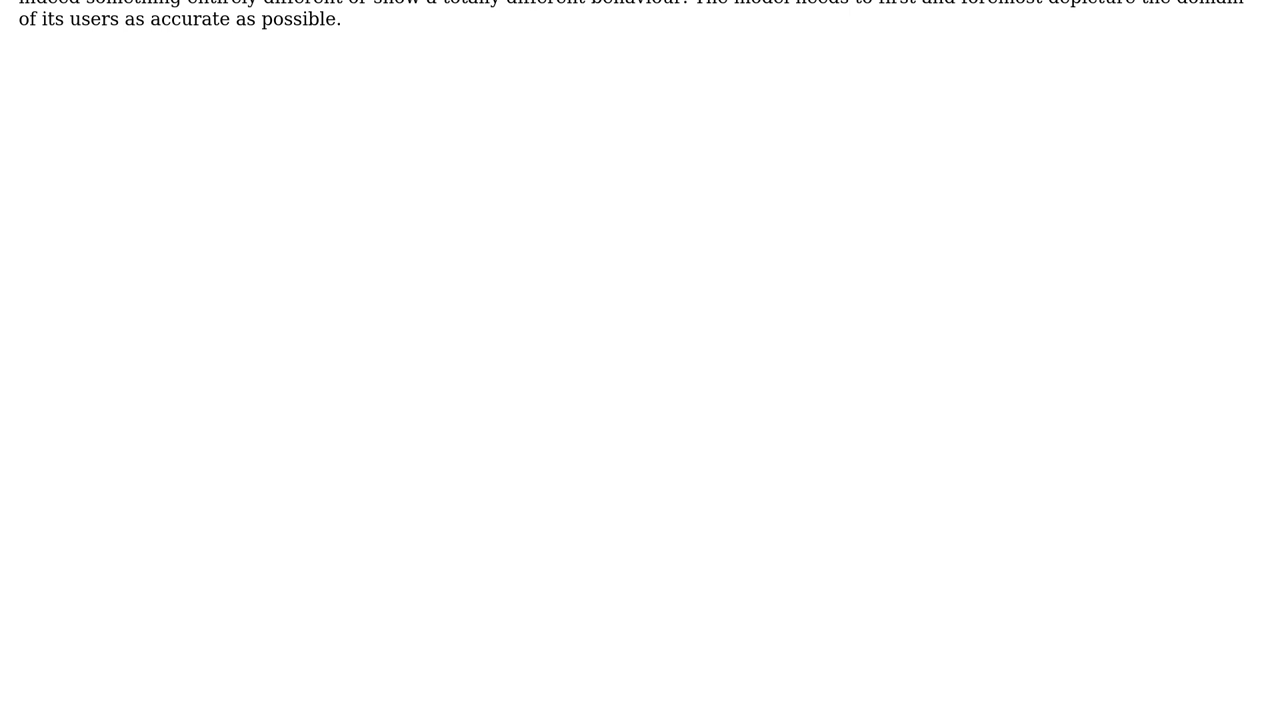 indeed something entirely different or show a totally different behaviour. The model needs to first and foremost depicture the domain
of its users as accurate as possible.